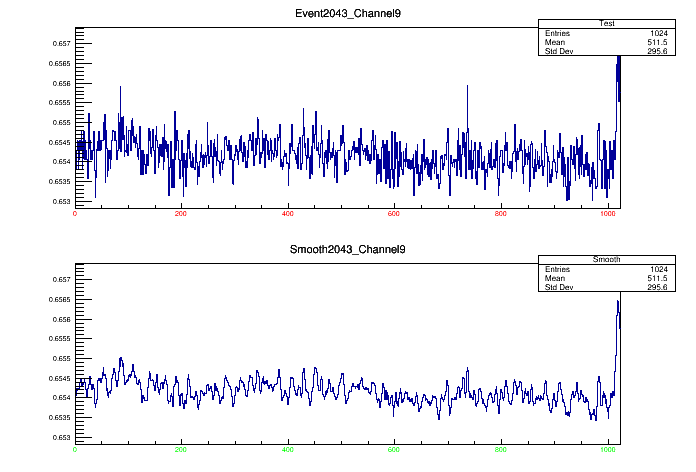 Event2043_Channel9
Test
Entries 1024
Mean 511.5
Std Dev 295.6
0.657
0.6565
0.656
0.6555
0.655
0.6545
0.654
0.6535
0.653
0 200 400 600 800 1000
Smooth2043_Channel9
Smooth
Entries 1024
Mean 511.5
Std Dev 295.6
0.657
0.6565
0.656
0.6555
0.655
0.6545
0.654
0.6535
0.653
0 200 400 600 800 1000